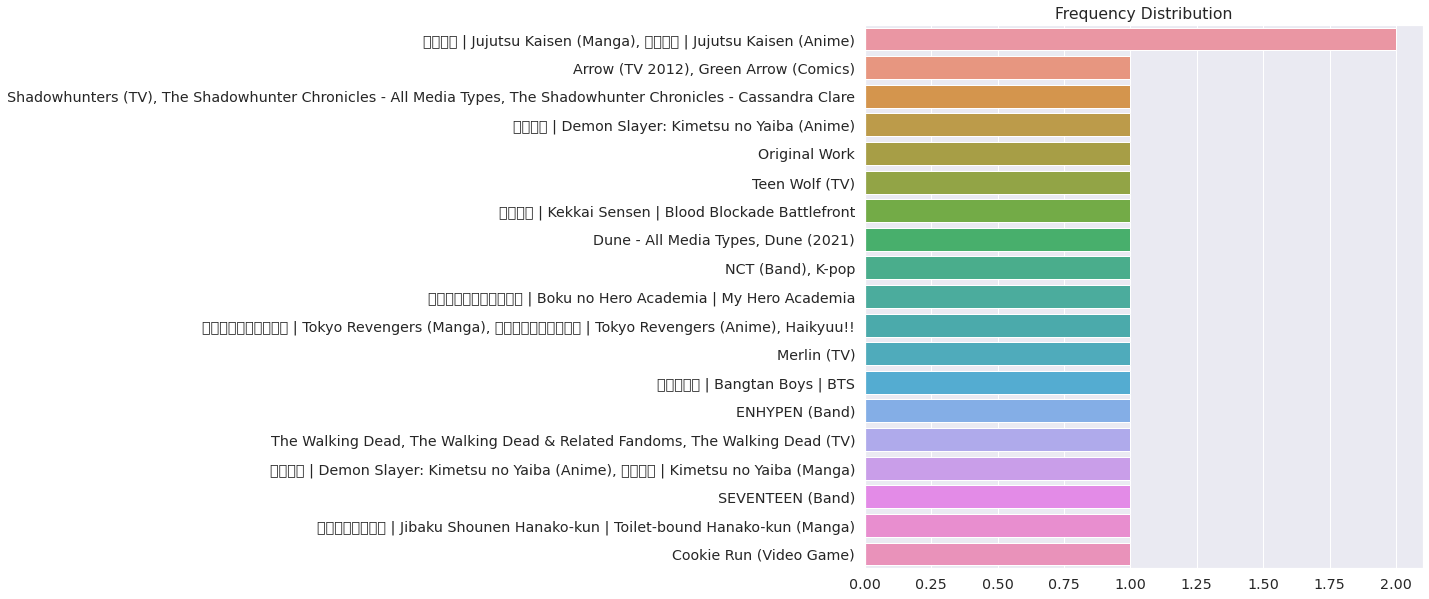 Frequency Distribution
| Jujutsu Kaisen (Manga), | Jujutsu Kaisen (Anime)
Arrow (TV 2012), Green Arrow (Comics)
Shadowhunters (TV), The Shadowhunter Chronicles - All Media Types, The Shadowhunter Chronicles - Cassandra Clare
| Demon Slayer: Kimetsu no Yaiba (Anime)
Original Work
Teen Wolf (TV)
| Kekkai Sensen | Blood Blockade Battlefront
Dune - All Media Types, Dune (2021)
NCT (Band), K-pop
| Boku no Hero Academia | My Hero Academia
| Tokyo Revengers (Manga), | Tokyo Revengers (Anime), Haikyuu!!
Merlin (TV)
| Bangtan Boys | BTS
ENHYPEN (Band)
The Walking Dead, The Walking Dead & Related Fandoms, The Walking Dead (TV)
| Demon Slayer: Kimetsu no Yaiba (Anime), | Kimetsu no Yaiba (Manga)
SEVENTEEN (Band)
| Jibaku Shounen Hanako-kun | Toilet-bound Hanako-kun (Manga)
Cookie Run (Video Game)
0.00 0.25 0.50 0.75 1.00 1.25 1.50 1.75 2.00